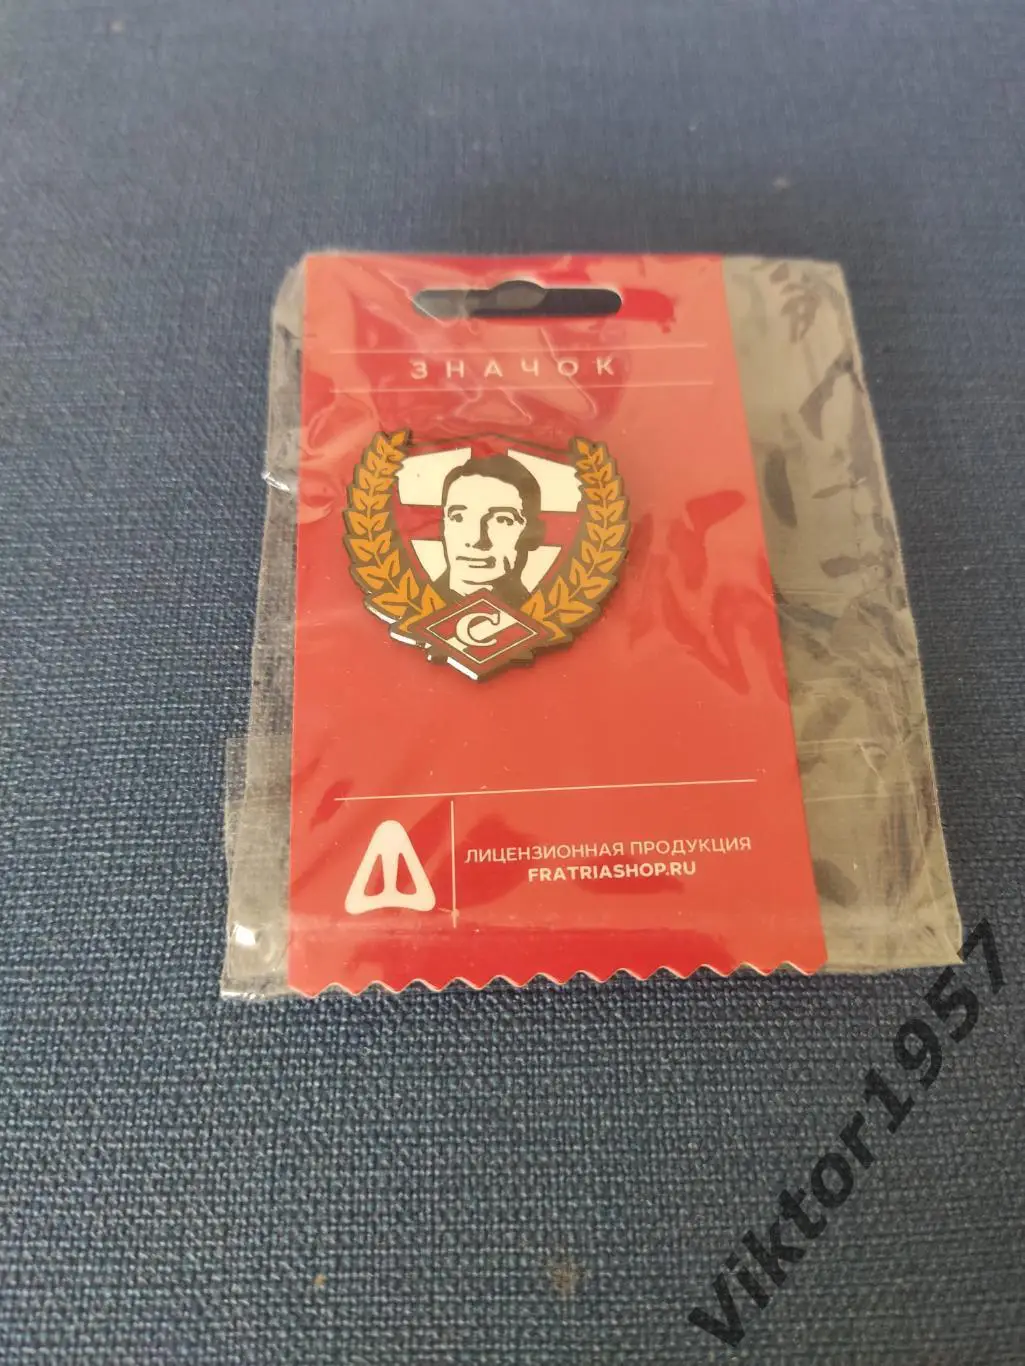 ЗНАЧОК
С
ЛИЦЕНЗИОННАЯ ПРОДУКЦИЯ
FRATRIASHOP.RU
Viktor1957